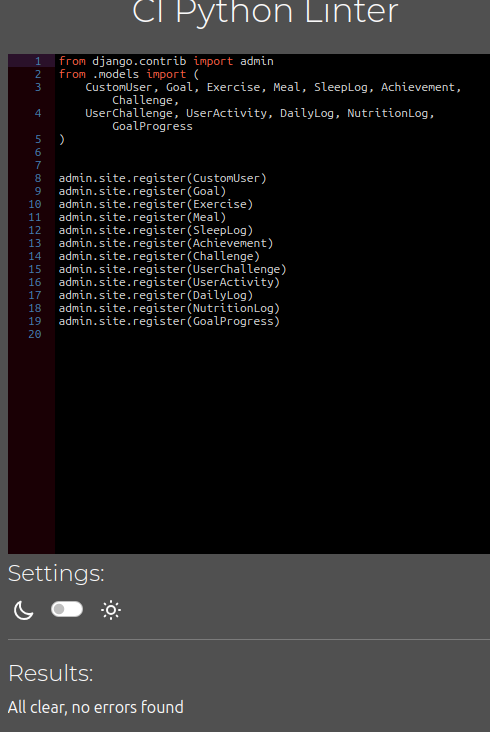 CI Python Linter
1 from django.contrib import admin
2 from .models import (
3 CustomUser, Goal, Exercise, Meal, SleepLog, Achievement,
Challenge,
4 UserChallenge, UserActivity, DailyLog, NutritionLog,
GoalProgress
5 )
6
7
8 admin.site.register(CustomUser)
9 admin.site.register(Goal)
10 admin.site.register(Exercise)
11 admin.site.register(Meal)
12 admin.site.register(SleepLog)
13 admin.site.register(Achievement)
14 admin.site.register(Challenge)
15 admin.site.register(UserChallenge)
16 admin.site.register(UserActivity)
17 admin.site.register(DailyLog)
18 admin.site.register(NutritionLog)
19 admin.site.register(GoalProgress)
20
Settings:
Results:
All clear, no errors found